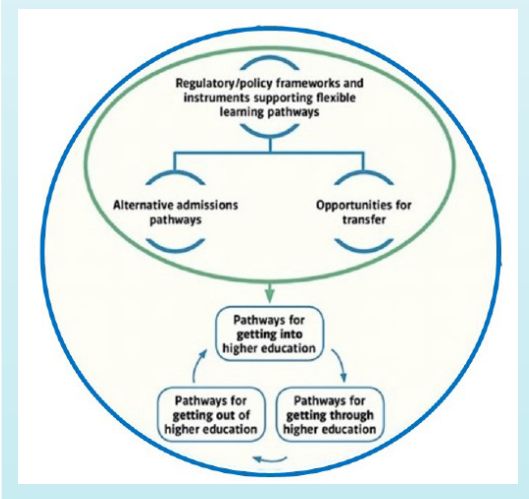 Regulatory/policy frameworks and
instruments supporting flexible
learning pathways
Alternative admissions
pathways
Opportunities for
transfer
Pathways for
getting into
higher education
Pathways for
getting out of
higher education
Pathways for
getting through
higher education